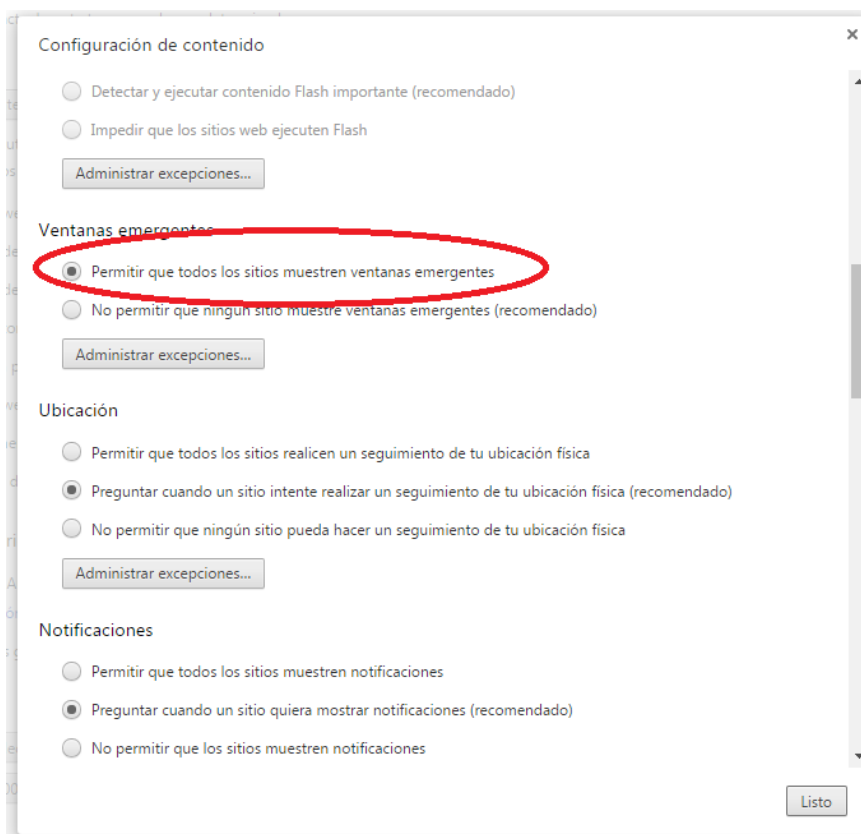 Configuración de contenido
Detectar y ejecutar contenido Flash importante (recomendado)
Impedir que los sitios web ejecuten Flash
Administrar excepciones...
Ventanas emergentes
Permitir que todos los sitios muestren ventanas emergentes
No permitir que ningún sitio muestre ventanas emergentes (recomendado)
Administrar excepciones...
Ubicación
Permitir que todos los sitios realicen un seguimiento de tu ubicación física
Preguntar cuando un sitio intente realizar un seguimiento de tu ubicación física (recomendado)
No permitir que ningún sitio pueda hacer un seguimiento de tu ubicación física
Administrar excepciones...
Notificaciones
Permitir que todos los sitios muestren notificaciones
Preguntar cuando un sitio quiera mostrar notificaciones (recomendado)
No permitir que los sitios muestren notificaciones
Listo